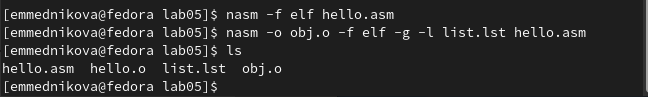 [emmednikova@fedora lab05]$ nasm -f elf hello.asm
[emmednikova@fedora lab05]$ nasm -o obj.o -f elf -g -l list.lst hello.asm
[emmednikova@fedora lab05]$ ls
hello.asm  hello.o  list.lst  obj.o
[emmednikova@fedora lab05]$